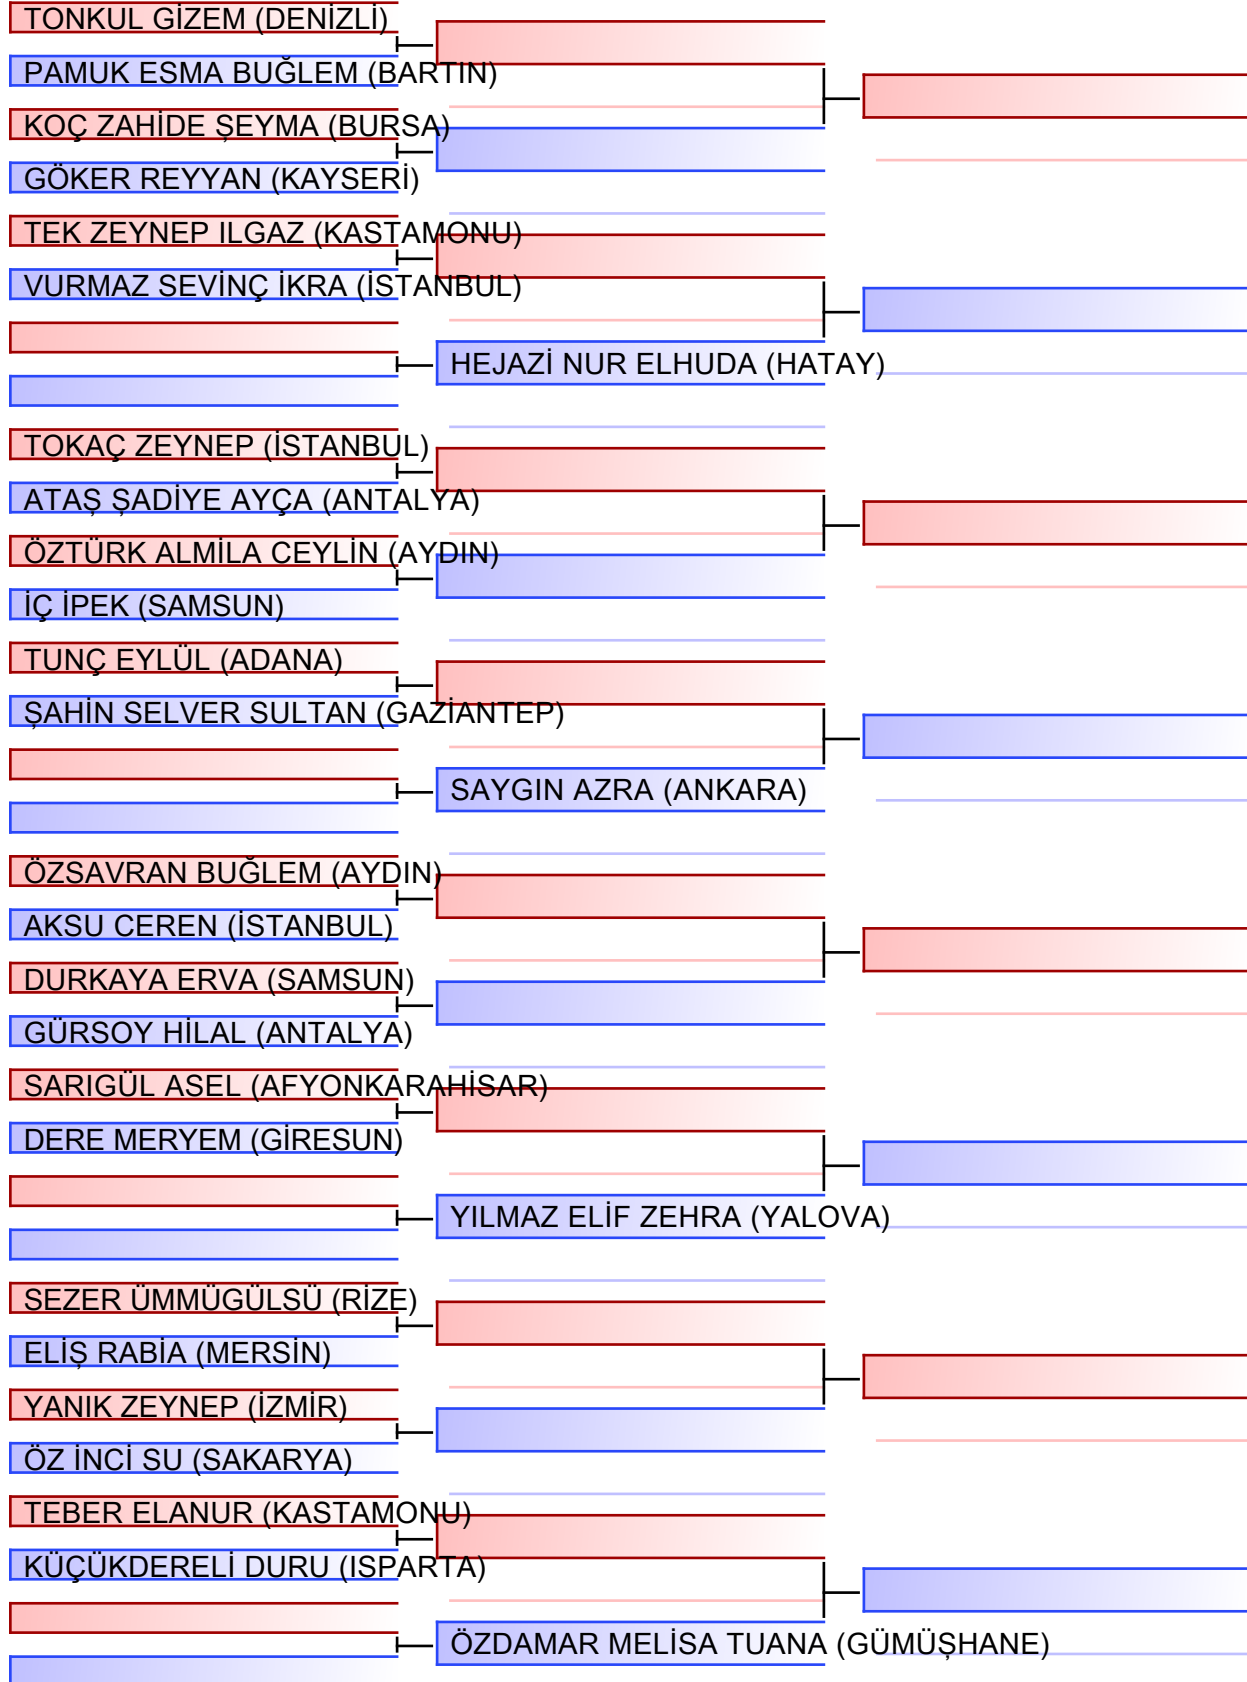 TONKUL GİZEM (DENİZLİ)
PAMUK ESMA BUĞLEM (BARTIN)
KOÇ ZAHİDE ŞEYMA (BURSA)
GÖKER REYYAN (KAYSERİ)
TEK ZEYNEP ILGAZ (KASTAMONU)
VURMAZ SEVİNÇ İKRA (İSTANBUL)
HEJAZİ NUR ELHUDA (HATAY)
TOKAÇ ZEYNEP (İSTANBUL)
ATAŞ ŞADİYE AYÇA (ANTALYA)
ÖZTÜRK ALMİLA CEYLİN (AYDIN)
İÇ İPEK (SAMSUN)
TUNÇ EYLÜL (ADANA)
ŞAHİN SELVER SULTAN (GAZİANTEP)
SAYGIN AZRA (ANKARA)
ÖZSAVRAN BUĞLEM (AYDIN)
AKSU CEREN (İSTANBUL)
DURKAYA ERVA (SAMSUN)
GÜRSOY HİLAL (ANTALYA)
SARIGÜL ASEL (AFYONKARAHİSAR)
DERE MERYEM (GİRESUN)
YILMAZ ELİF ZEHRA (YALOVA)
SEZER ÜMMÜGÜLSÜ (RİZE)
ELİŞ RABİA (MERSİN)
YANIK ZEYNEP (İZMİR)
ÖZ İNCİ SU (SAKARYA)
TEBER ELANUR (KASTAMONU)
KÜÇÜKDERELİ DURU (ISPARTA)
ÖZDAMAR MELİSA TUANA (GÜMÜŞHANE)